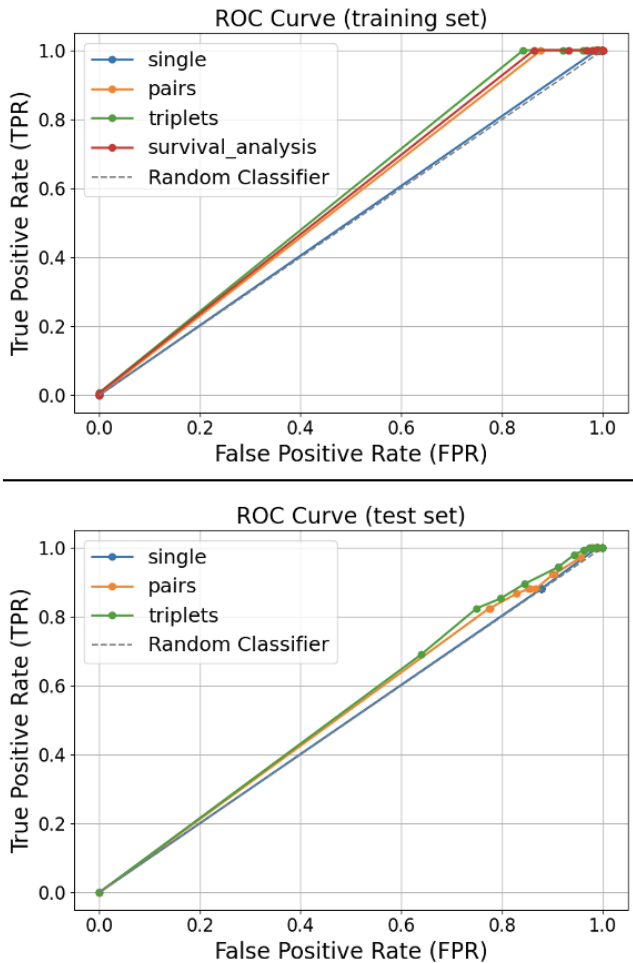 ROC Curve (training set)
True Positive Rate (TPR)
1.0
0.8
0.6
0.4
0.2
0.0
single
pairs
triplets
survival_analysis
Random Classifier
0.0 0.2 0.4 0.6 0.8 1.0
False Positive Rate (FPR)
ROC Curve (test set)
True Positive Rate (TPR)
1.0
0.8
0.6
0.4
0.2
0.0
single
pairs
triplets
Random Classifier
0.0 0.2 0.4 0.6 0.8 1.0
False Positive Rate (FPR)